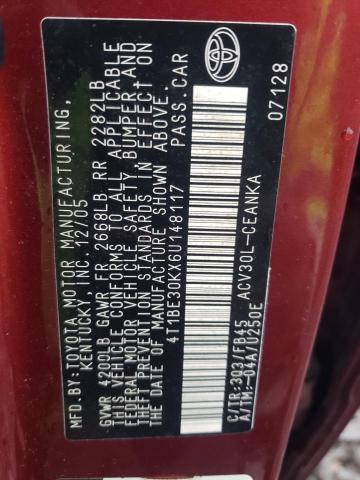 MFD.BY:TOYOTA MOTOR MANUFACTURING,
KENTUCKY, INC. 12/05
GVWR 4200LB GAWR FR 2668LB RR 2282LB
THIS VEHICLE CONFORMS TO ALL APPLICABLE
FEDERAL MOTOR VEHICLE SAFETY, BUMPER, AND
THEFT PREVENTION STANDARDS IN EFFECT ON
THE DATE OF MANUFACTURE SHOWN ABOVE.
4T1BE30KX6U148117 PASS. CAR
ACV30L-CEANKA
C/TR:3Q3/FB45
A/TM:-04A/U250E
07128